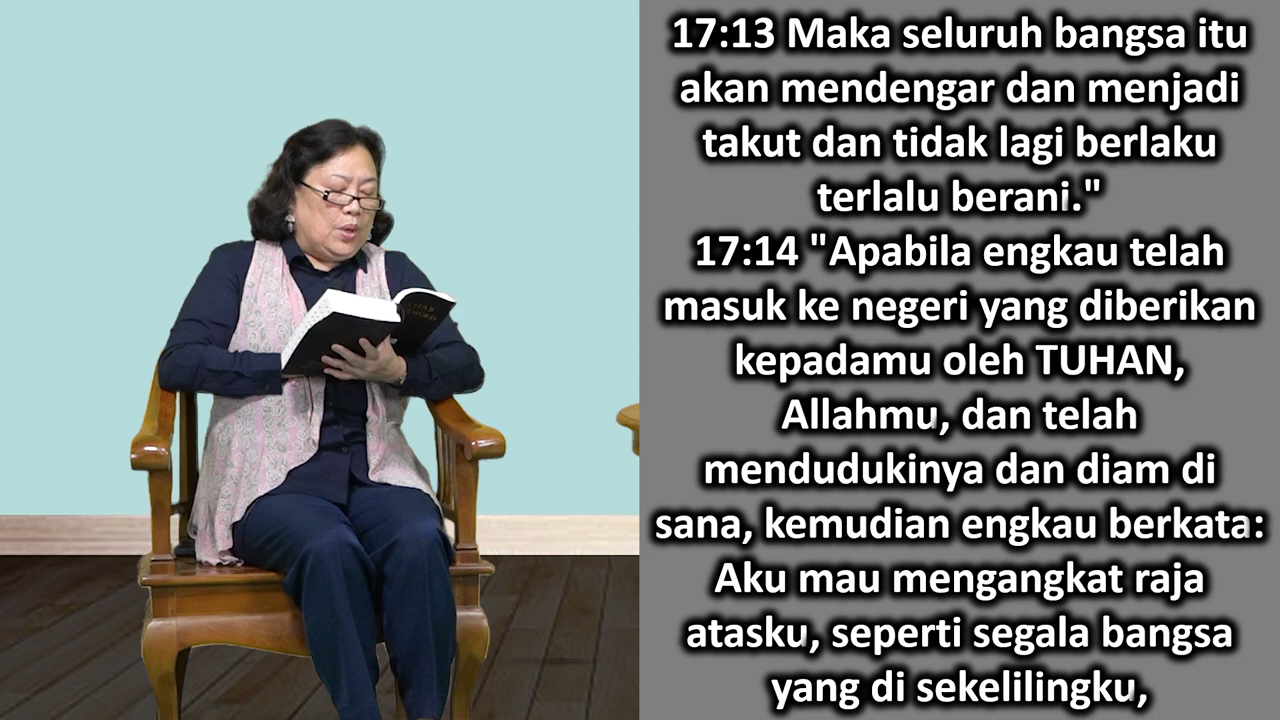 17:13 Maka seluruh bangsa itu
akan mendengar dan menjadi
takut dan tidak lagi berlaku
terlalu berani."
17:14 "Apabila engkau telah
masuk ke negeri yang diberikan
kepadamu oleh TUHAN,
Allahmu, dan telah
mendudukinya dan diam di
sana, kemudian engkau berkata:
Aku mau mengangkat raja
atasku, seperti segala bangsa
yang di sekelilingku,